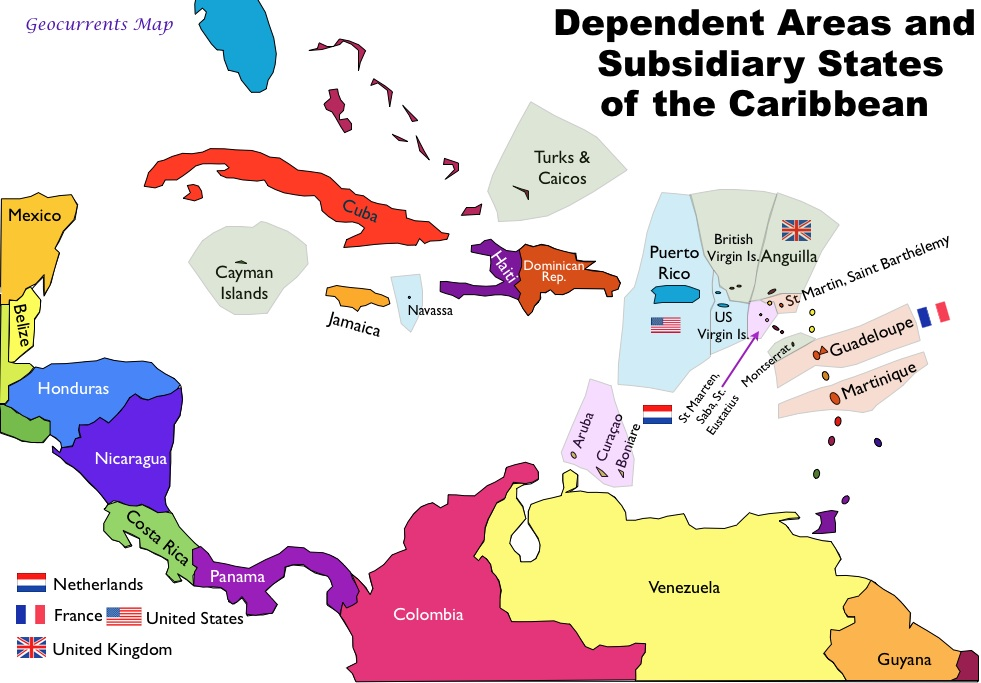 Geocurrents Map
Dependent Areas and
Subsidiary States
of the Caribbean
Turks &
Caicos
Mexico
Cuba
Cayman
Islands
Haiti
Dominican
Rep.
Puerto
Rico
British
Virgin Is.
Anguilla
St Martin, Saint Barthélemy
Belize
Jamaica
Navassa
US
Virgin Is.
Guadeloupe
Montserrat
Martinique
St Maarten,
Saba, St.
Eustatius
Honduras
Nicaragua
Aruba
Curaçao
Boniare
Costa Rica
Panama
Colombia
Venezuela
Guyana
Netherlands
France
United States
United Kingdom